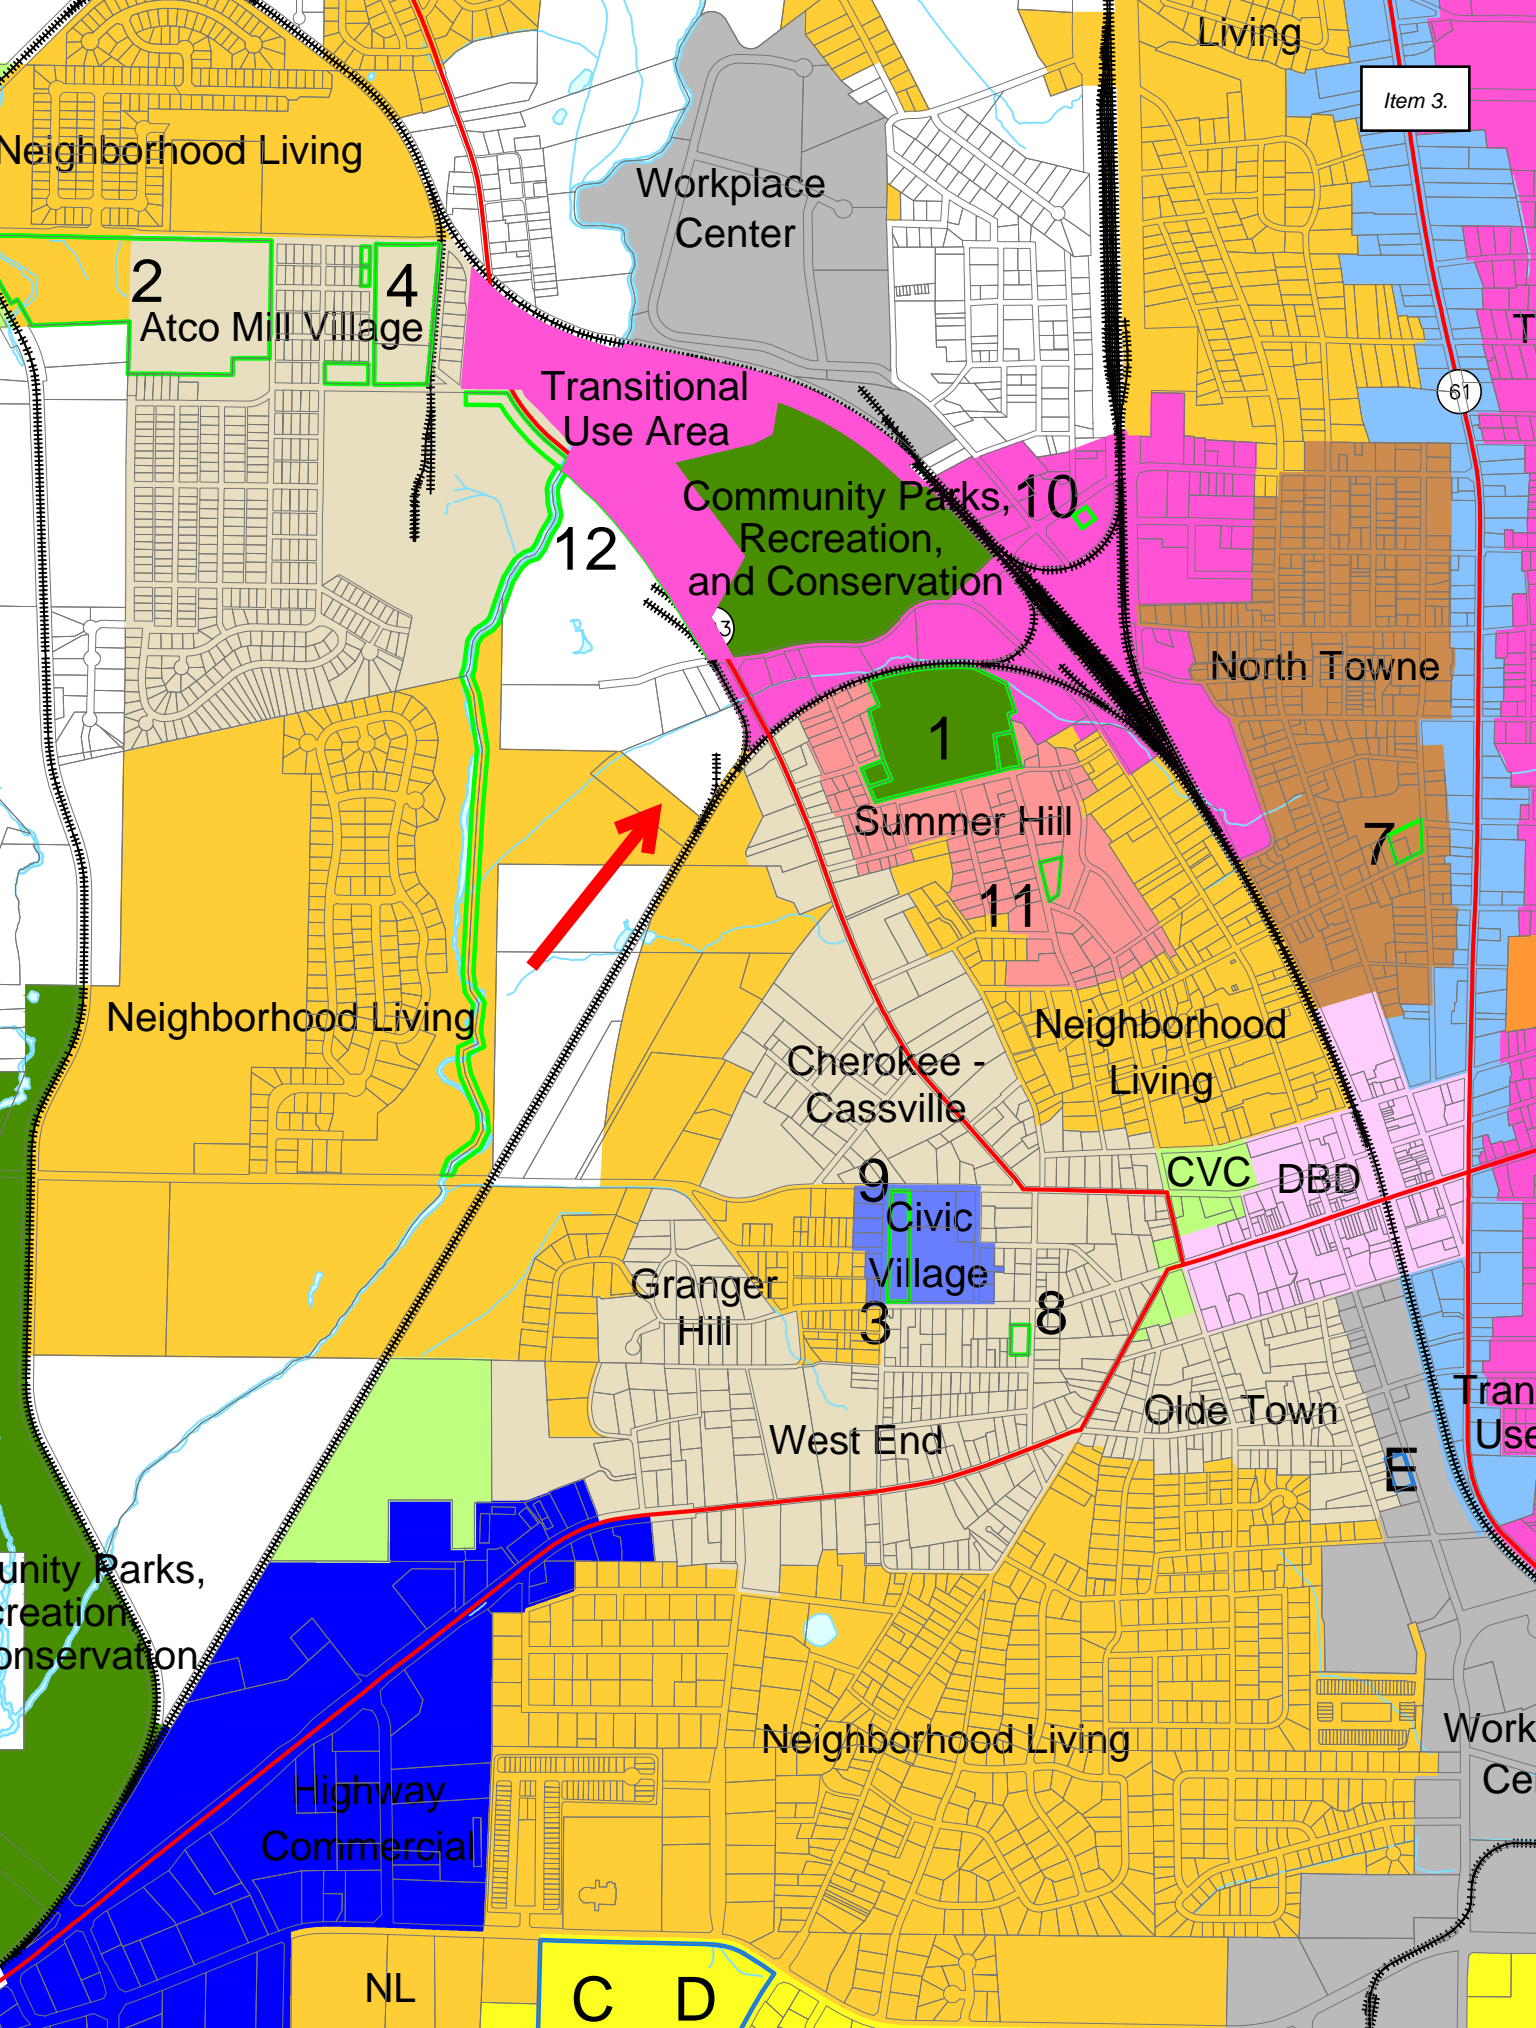 Living
Item 3.
Neighborhood Living
Workplace
Center
2
4
Atco Mill Village
T
Transitional
Use Area
61
Community Parks,
Recreation,
and Conservation
10
12
3
North Towne
1
Summer Hill
7
11
Neighborhood Living
Neighborhood
Living
Cherokee -
Cassville
CVC
DBD
9
Civic
Village
Granger
Hill
3
8
Tran
Use
Olde Town
West End
E
unity Parks,
creation
onservation
Neighborhood Living
Work
Ce
Highway
Commercial
NL
C
D